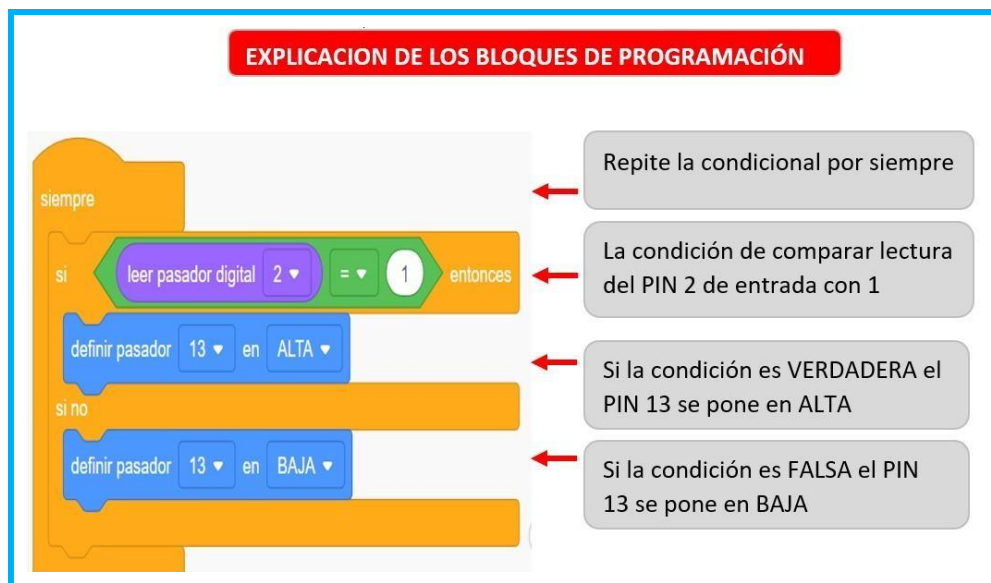 EXPLICACION DE LOS BLOQUES DE PROGRAMACIÓN
siempre
si leer pasador digital 2 = 1 entonces
definir pasador 13 en ALTA
si no
definir pasador 13 en BAJA
Repite la condicional por siempre
La condición de comparar lectura
del PIN 2 de entrada con 1
Si la condición es VERDADERA el
PIN 13 se pone en ALTA
Si la condición es FALSA el PIN
13 se pone en BAJA